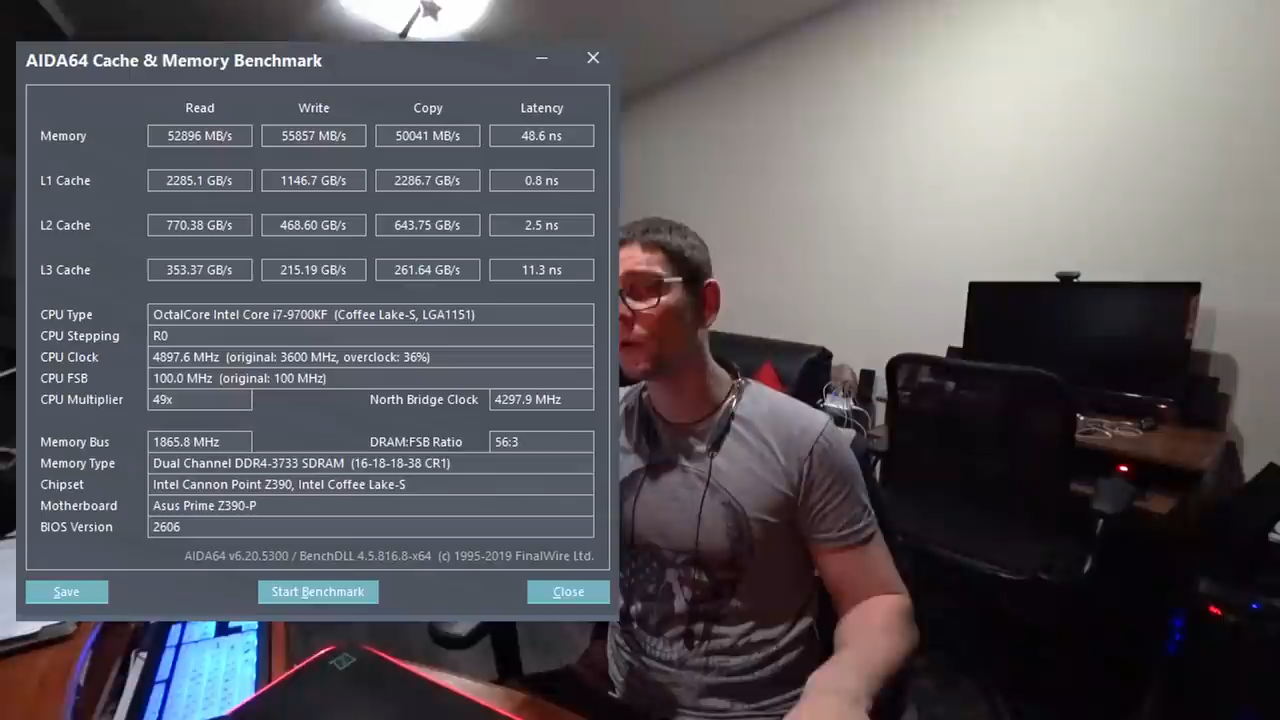 AIDA64 Cache & Memory Benchmark
Read Write Copy Latency
Memory 52896 MB/s 55857 MB/s 50041 MB/s 48.6 ns
L1 Cache 2285.1 GB/s 1146.7 GB/s 2286.7 GB/s 0.8 ns
L2 Cache 770.38 GB/s 468.60 GB/s 643.75 GB/s 2.5 ns
L3 Cache 353.37 GB/s 215.19 GB/s 261.64 GB/s 11.3 ns
CPU Type OctalCore Intel Core i7-9700KF (Coffee Lake-S, LGA1151)
CPU Stepping R0
CPU Clock 4897.6 MHz (original: 3600 MHz, overclock: 36%)
CPU FSB 100.0 MHz (original: 100 MHz)
CPU Multiplier 49x North Bridge Clock 4297.9 MHz
Memory Bus 1865.8 MHz DRAM:FSB Ratio 56:3
Memory Type Dual Channel DDR4-3733 SDRAM (16-18-18-38 CR1)
Chipset Intel Cannon Point Z390, Intel Coffee Lake-S
Motherboard Asus Prime Z390-P
BIOS Version 2606
AIDA64 v6.20.5300 / BenchDLL 4.5.816.8-x64 (c) 1995-2019 FinalWire Ltd.
Save Start Benchmark Close